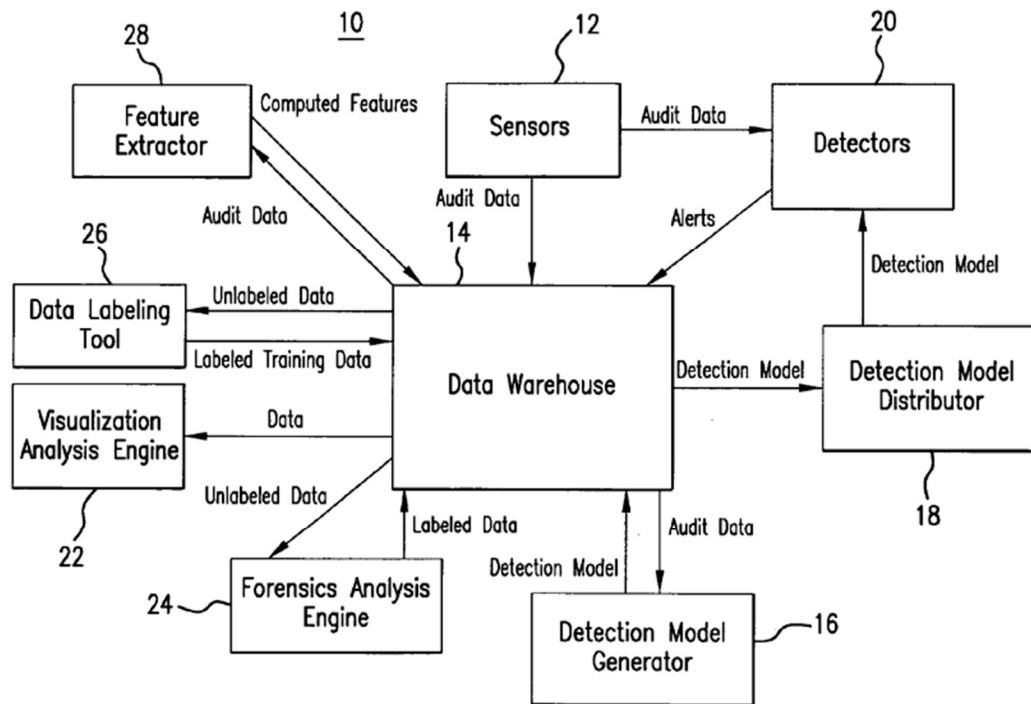 10
28
12
20
Feature
Extractor
Computed Features
Sensors
Audit Data
Detectors
Audit Data
Audit Data
Alerts
14
26
Detection Model
Data Labeling
Tool
Unlabeled Data
Labeled Training Data
Data Warehouse
Detection Model
Detection Model
Distributor
18
Visualization
Analysis Engine
22
Data
Unlabeled Data
Labeled Data
Forensics Analysis
Engine
24
Detection Model
Audit Data
Detection Model
Generator
16